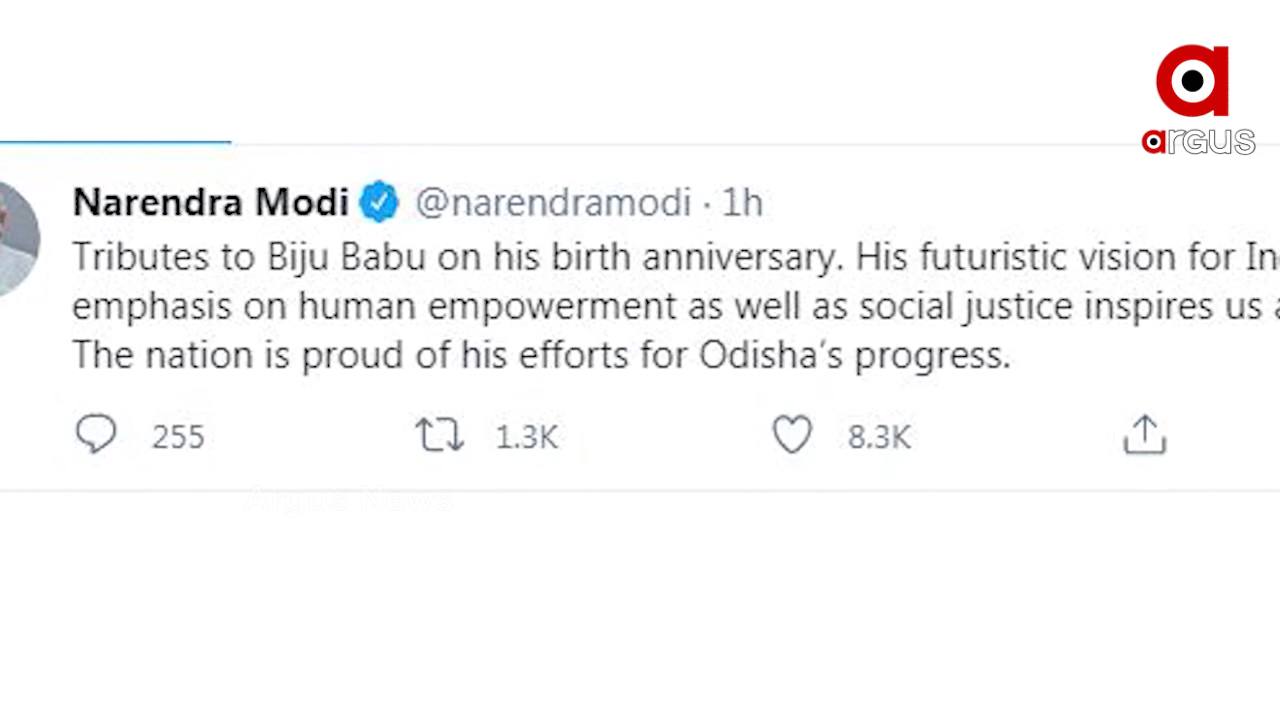 argus
Narendra Modi @narendramodi · 1h
Tributes to Biju Babu on his birth anniversary. His futuristic vision for
emphasis on human empowerment as well as social justice inspires us
The nation is proud of his efforts for Odisha's progress.
255 1.3K 8.3K
Argus News